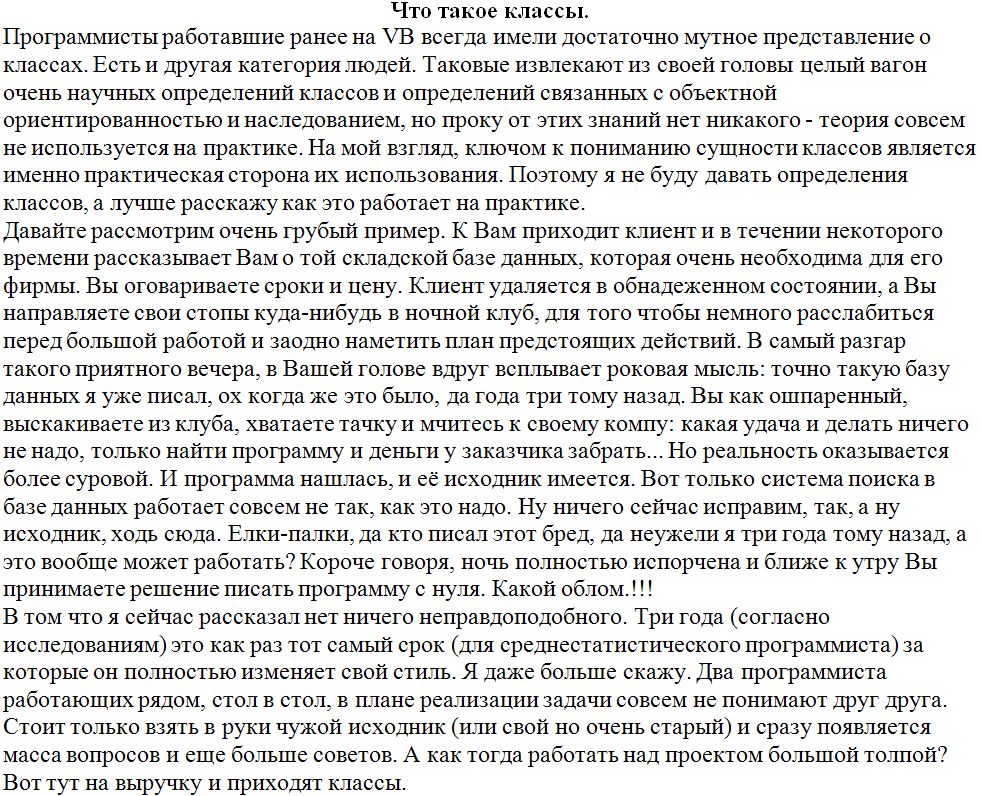 Что такое классы.
Программисты работавшие ранее на VB всегда имели достаточно мутное представление о
классах. Есть и другая категория людей. Таковые извлекают из своей головы целый вагон
очень научных определений классов и определений связанных с объектной
ориентированностью и наследованием, но проку от этих знаний нет никакого - теория совсем
не используется на практике. На мой взгляд, ключом к пониманию сущности классов является
именно практическая сторона их использования. Поэтому я не буду давать определения
классов, а лучше расскажу как это работает на практике.
Давайте рассмотрим очень грубый пример. К Вам приходит клиент и в течении некоторого
времени рассказывает Вам о той складской базе данных, которая очень необходима для его
фирмы. Вы оговариваете сроки и цену. Клиент удаляется в обнадеженном состоянии, а Вы
направляете свои стопы куда-нибудь в ночной клуб, для того чтобы немного расслабиться
перед большой работой и заодно наметить план предстоящих действий. В самый разгар
такого приятного вечера, в Вашей голове вдруг всплывает роковая мысль: точно такую базу
данных я уже писал, ох когда же это было, да года три тому назад. Вы как ошпаренный,
выскакиваете из клуба, хватаете тачку и мчитесь к своему компу: какая удача и делать ничего
не надо, только найти программу и деньги у заказчика забрать... Но реальность оказывается
более суровой. И программа нашлась, и её исходник имеется. Вот только система поиска в
базе данных работает совсем не так, как это надо. Ну ничего сейчас исправим, так, а ну
исходник, ходь сюда. Елки-палки, да кто писал этот бред, да неужели я три года тому назад, а
это вообще может работать? Короче говоря, ночь полностью испорчена и ближе к утру Вы
принимаете решение писать программу с нуля. Какой облом.!!!
В том что я сейчас рассказал нет ничего неправдоподобного. Три года (согласно
исследованиям) это как раз тот самый срок (для среднестатистического программиста) за
которые он полностью изменяет свой стиль. Я даже больше скажу. Два программиста
работающих рядом, стол в стол, в плане реализации задачи совсем не понимают друг друга.
Стоит только взять в руки чужой исходник (или свой но очень старый) и сразу появляется
масса вопросов и еще больше советов. А как тогда работать над проектом большой толпой?
Вот тут на выручку и приходят классы.